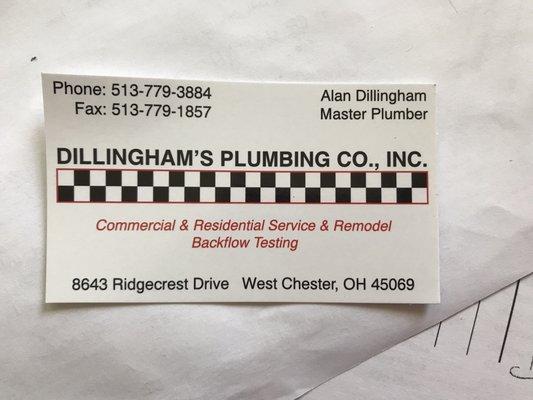 Phone: 513-779-3884
Fax: 513-779-1857
Alan Dillingham
Master Plumber
DILLINGHAM'S PLUMBING CO., INC.
Commercial & Residential Service & Remodel
Backflow Testing
8643 Ridgecrest Drive West Chester, OH 45069